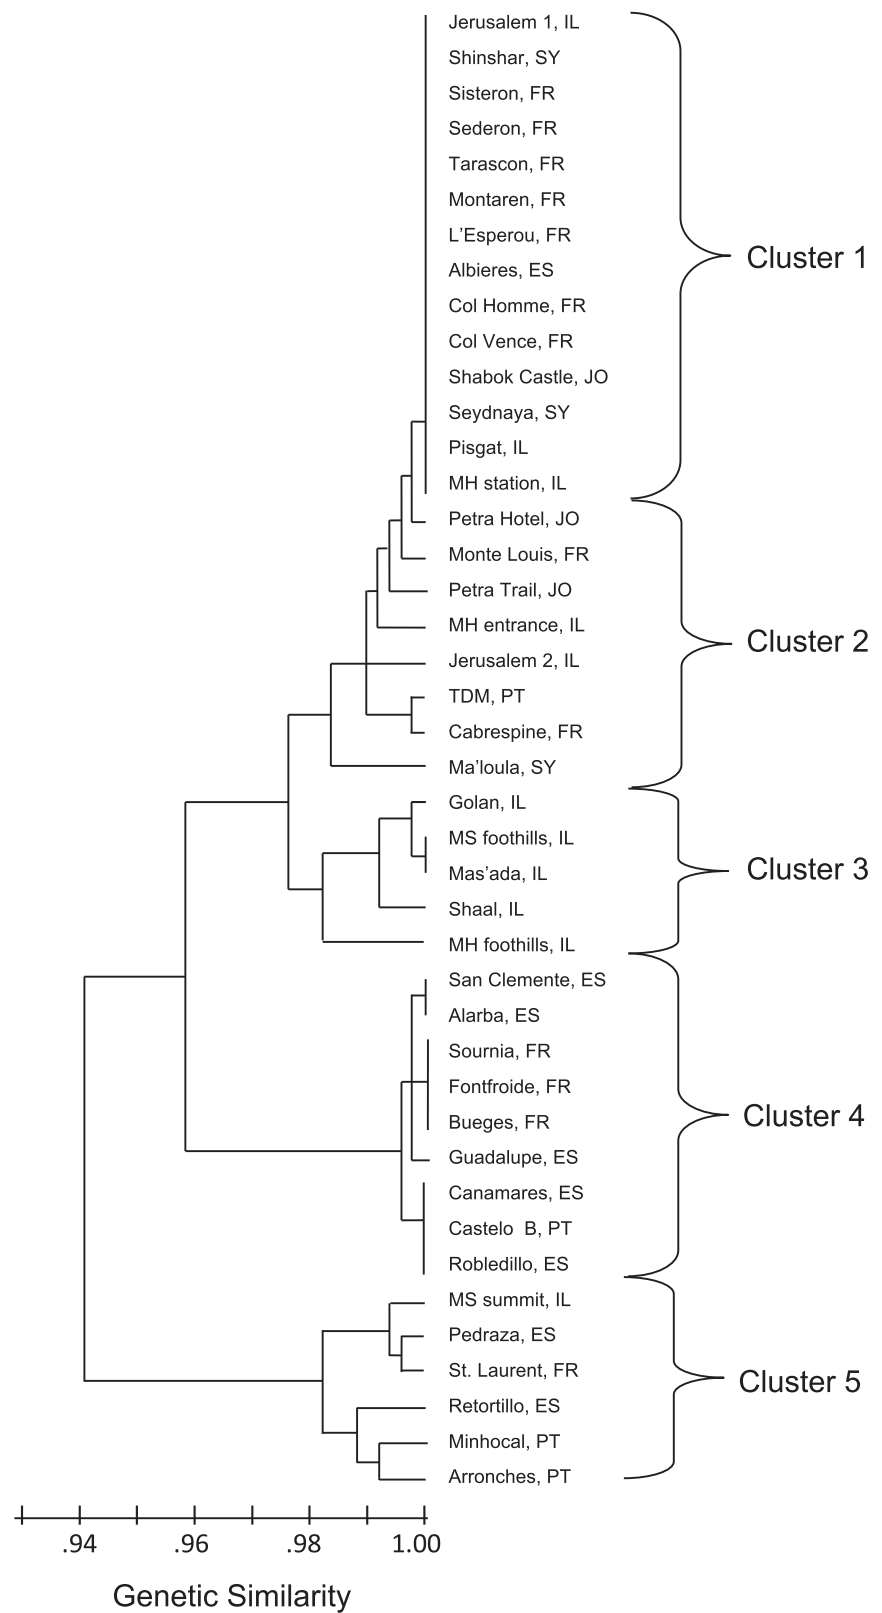 Jerusalem 1, IL
Shinshar, SY
Sisteron, FR
Sederon, FR
Tarascon, FR
Montaren, FR
L'Esperou, FR
Albieres, ES
Col Homme, FR
Col Vence, FR
Shabok Castle, JO
Seydnaya, SY
Pisgat, IL
MH station, IL
Cluster 1
Petra Hotel, JO
Monte Louis, FR
Petra Trail, JO
MH entrance, IL
Jerusalem 2, IL
TDM, PT
Cabrespine, FR
Ma'loula, SY
Cluster 2
Golan, IL
MS foothills, IL
Mas'ada, IL
Shaal, IL
MH foothills, IL
Cluster 3
San Clemente, ES
Alarba, ES
Sournia, FR
Fontfroide, FR
Bueges, FR
Guadalupe, ES
Canamares, ES
Castelo B, PT
Robledillo, ES
Cluster 4
MS summit, IL
Pedraza, ES
St. Laurent, FR
Retortillo, ES
Minhocal, PT
Arronches, PT
Cluster 5
.94 .96 .98 1.00
Genetic Similarity